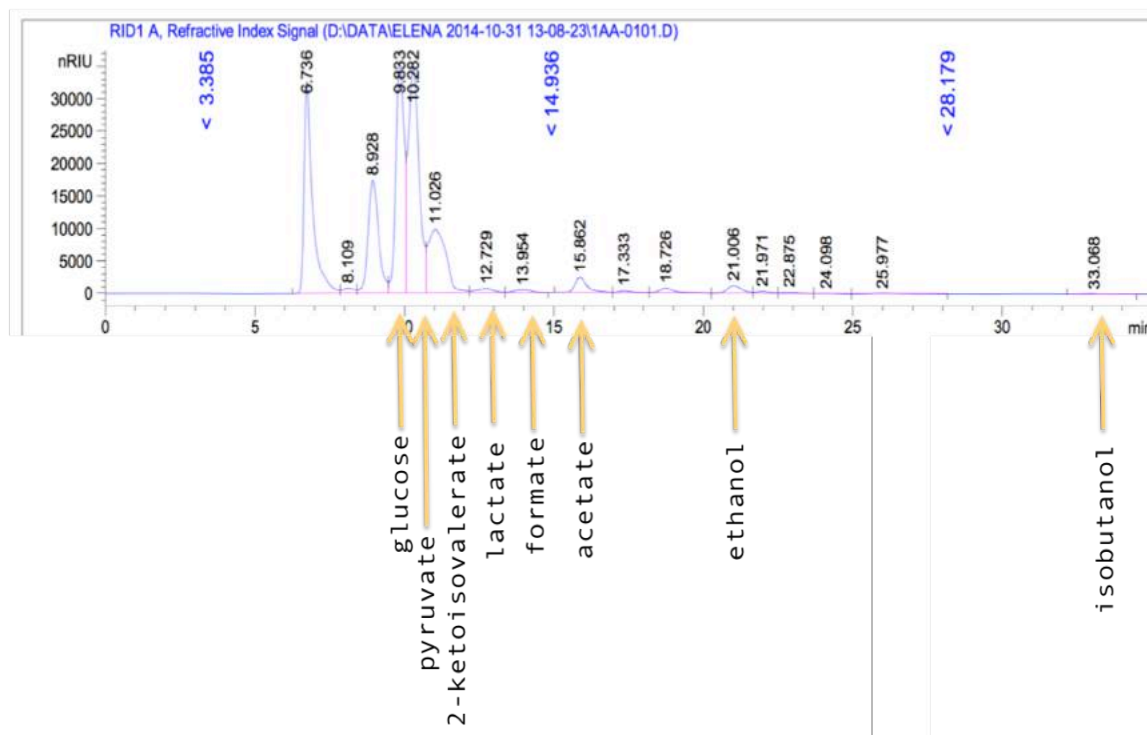 RID1 A, Refractive Index Signal (D:\DATA\ELENA 2014-10-31 13-08-23\1AA-0101.D)
nRIU
30000
25000
20000
15000
10000
5000
0
< 3.385
6.736
8.109
8.928
9.833
10.282
11.026
12.729
13.954
< 14.936
15.862
17.333
18.726
21.006
21.971
22.875
24.098
25.977
< 28.179
33.068
0 5 10 15 20 25 30 min
glucose
pyruvate
2-ketoisovalerate
lactate
formate
acetate
ethanol
isobutanol